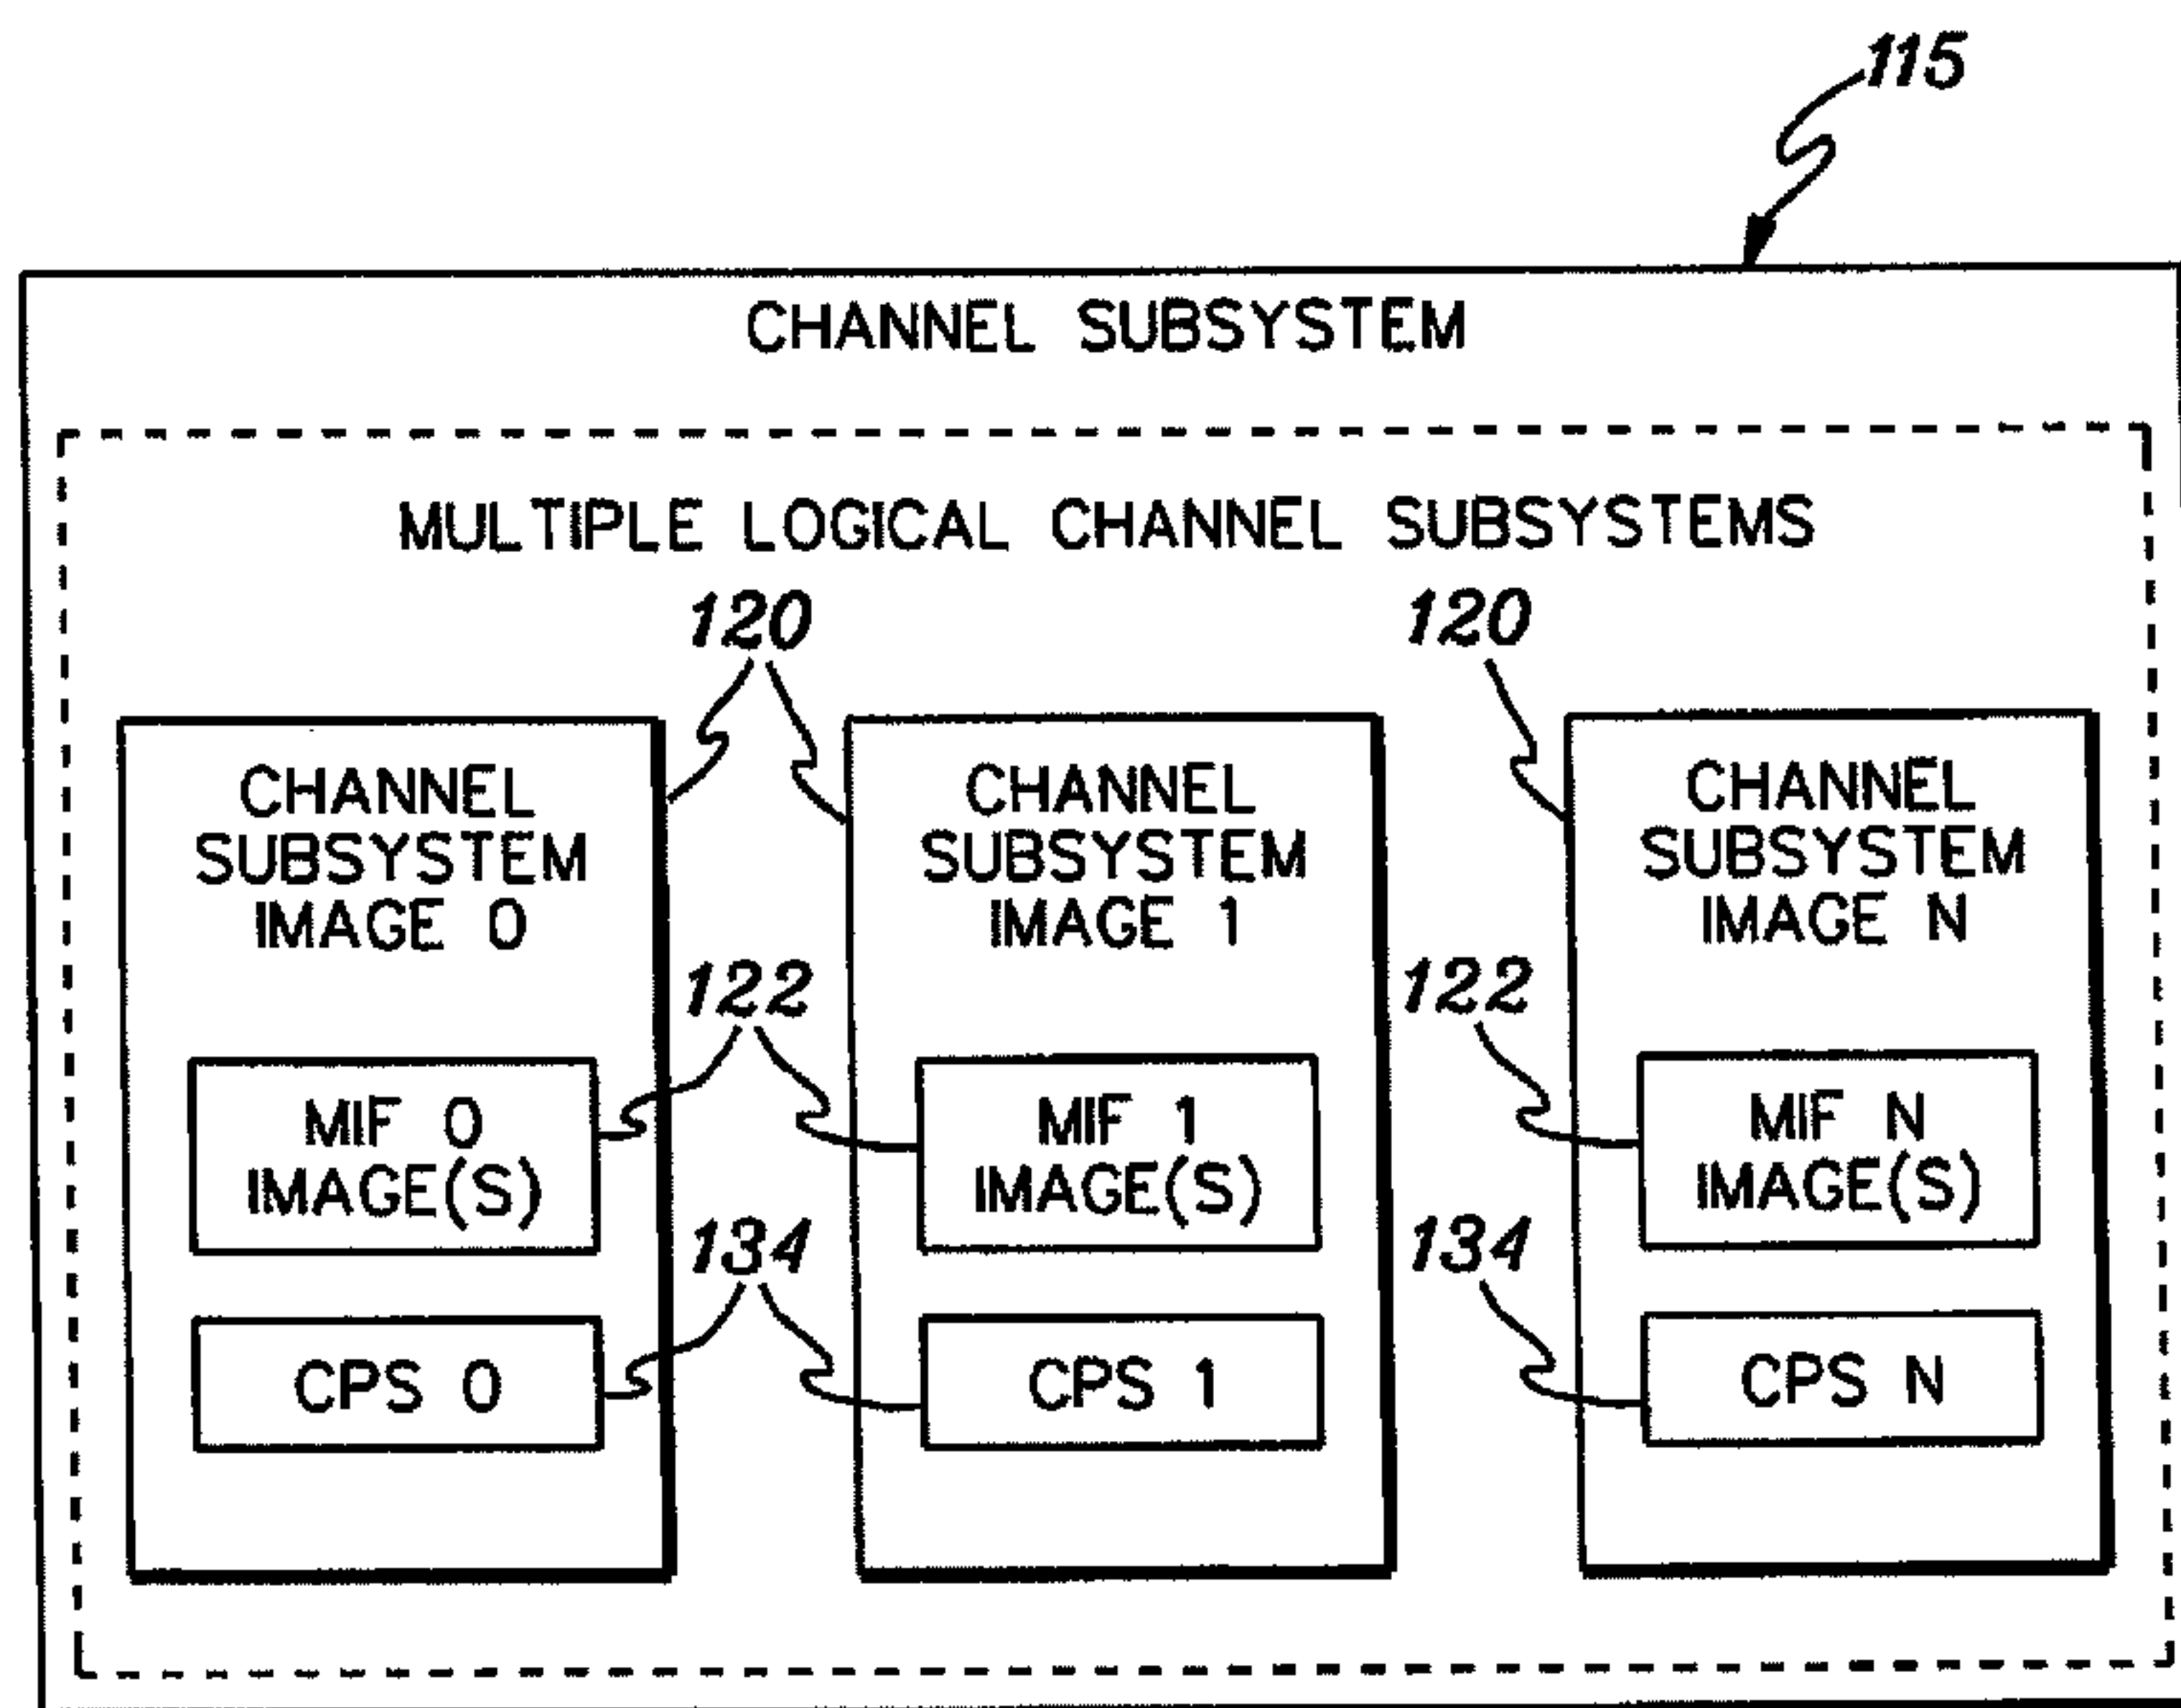 115
CHANNEL SUBSYSTEM
MULTIPLE LOGICAL CHANNEL SUBSYSTEMS
120
120
CHANNEL
SUBSYSTEM
IMAGE 0
CHANNEL
SUBSYSTEM
IMAGE 1
CHANNEL
SUBSYSTEM
IMAGE N
122
122
MIF 0
IMAGE(S)
MIF 1
IMAGE(S)
MIF N
IMAGE(S)
134
134
CPS 0
CPS 1
CPS N